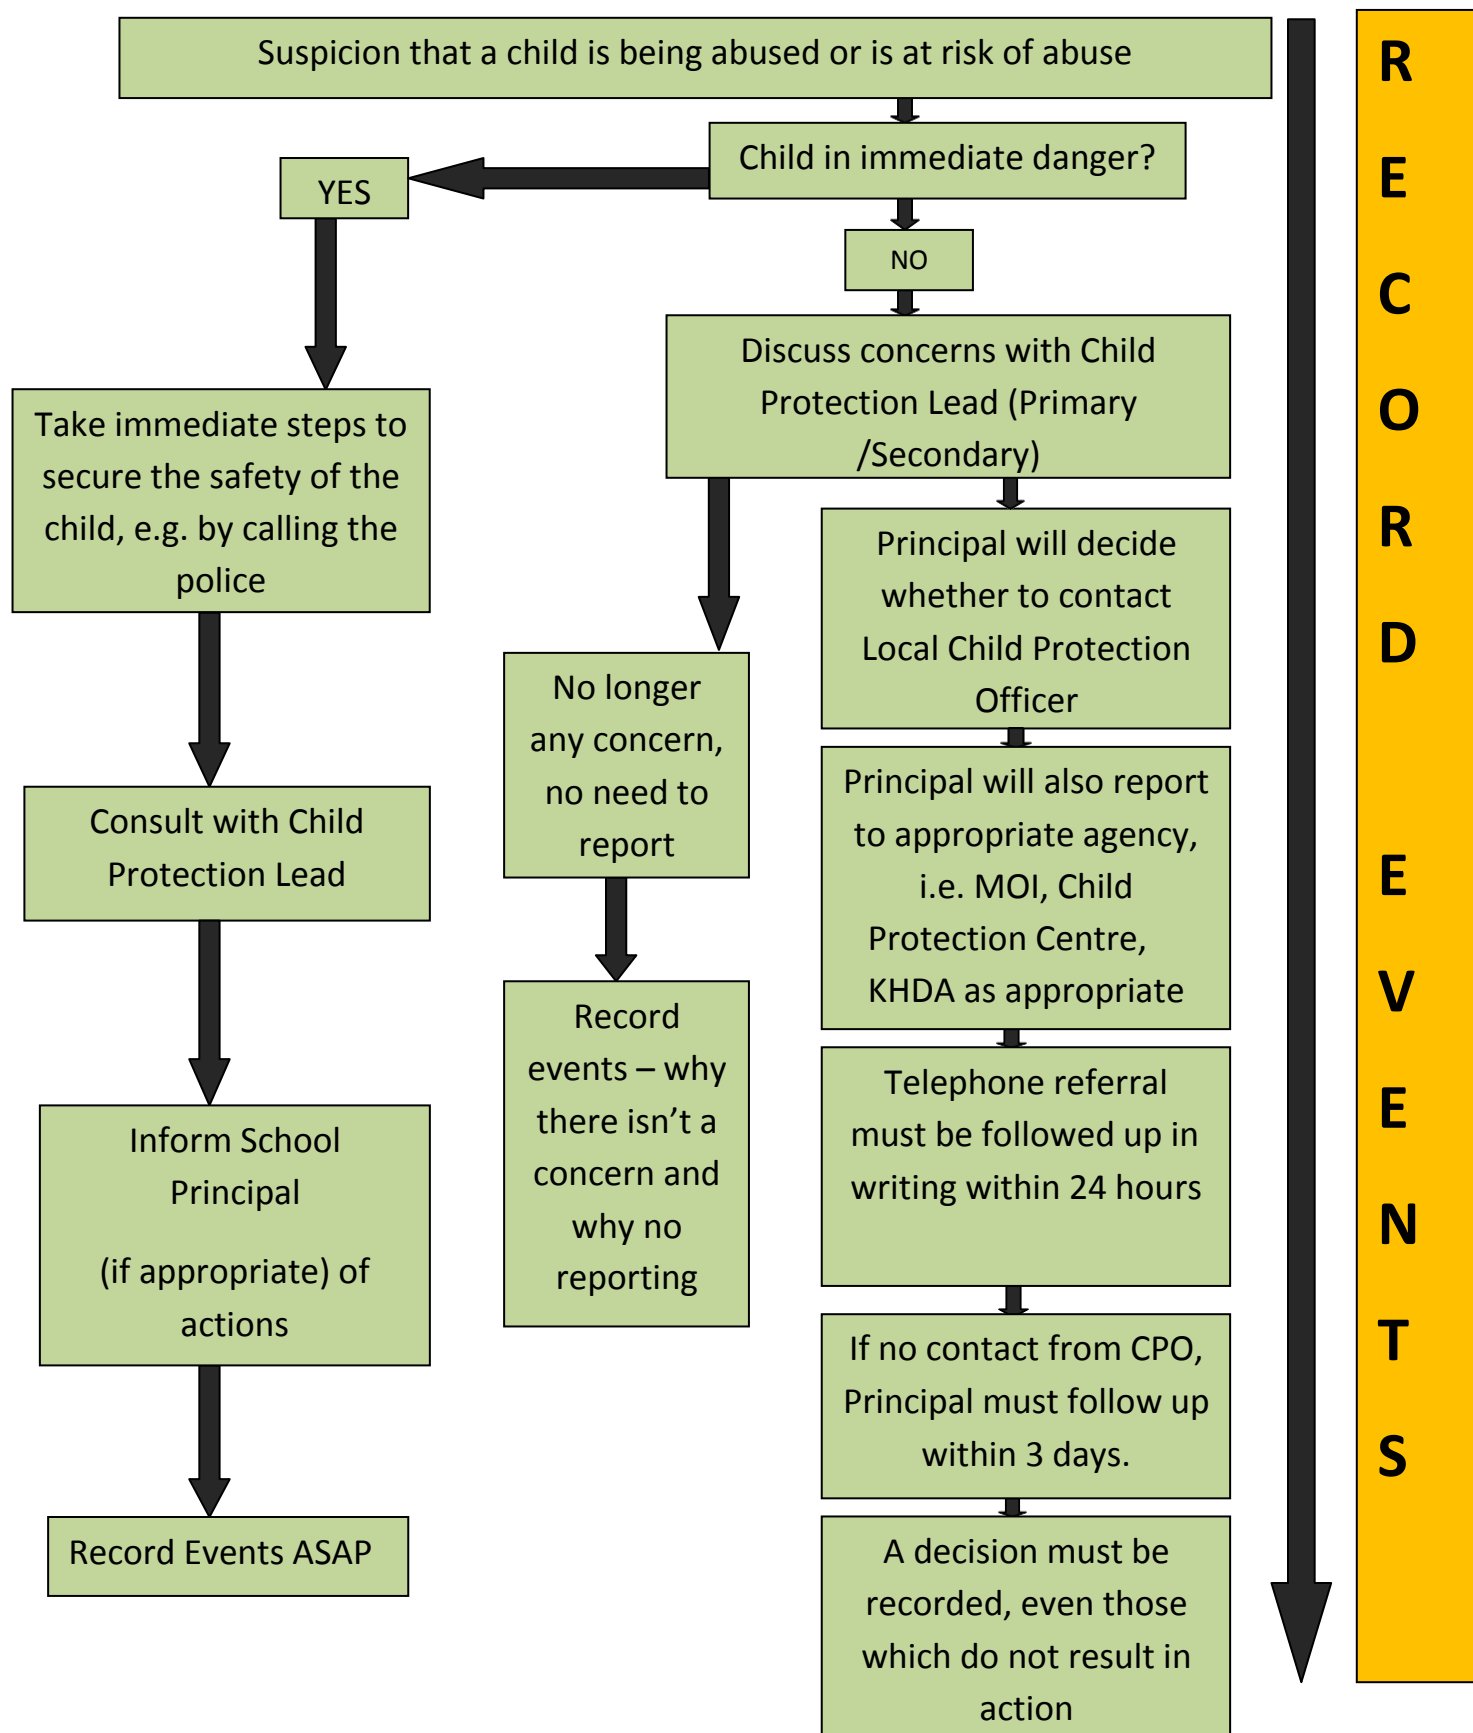 Suspicion that a child is being abused or is at risk of abuse
Child in immediate danger?
YES
NO
Take immediate steps to
secure the safety of the
child, e.g. by calling the
police
Consult with Child
Protection Lead
Inform School
Principal
(if appropriate) of
actions
Record Events ASAP
Discuss concerns with Child
Protection Lead (Primary
/Secondary)
No longer
any concern,
no need to
report
Record
events – why
there isn’t a
concern and
why no
reporting
Principal will decide
whether to contact
Local Child Protection
Officer
Principal will also report
to appropriate agency,
i.e. MOI, Child
Protection Centre,
KHDA as appropriate
Telephone referral
must be followed up in
writing within 24 hours
If no contact from CPO,
Principal must follow up
within 3 days.
A decision must be
recorded, even those
which do not result in
action
R
E
C
O
R
D
E
V
E
N
T
S